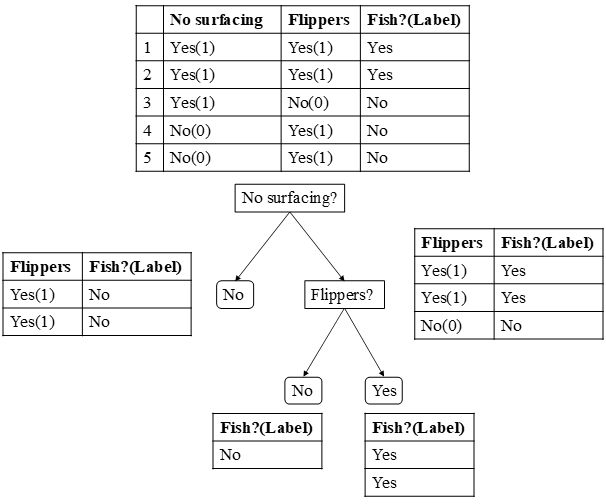 No surfacing Flippers Fish?(Label)
1 Yes(1) Yes(1) Yes
2 Yes(1) Yes(1) Yes
3 Yes(1) No(0) No
4 No(0) Yes(1) No
5 No(0) Yes(1) No
No surfacing?
Flippers Fish?(Label)
Yes(1) No
Yes(1) No
No
Flippers?
Flippers Fish?(Label)
Yes(1) Yes
Yes(1) Yes
No(0) No
No
Yes
Fish?(Label)
No
Fish?(Label)
Yes
Yes